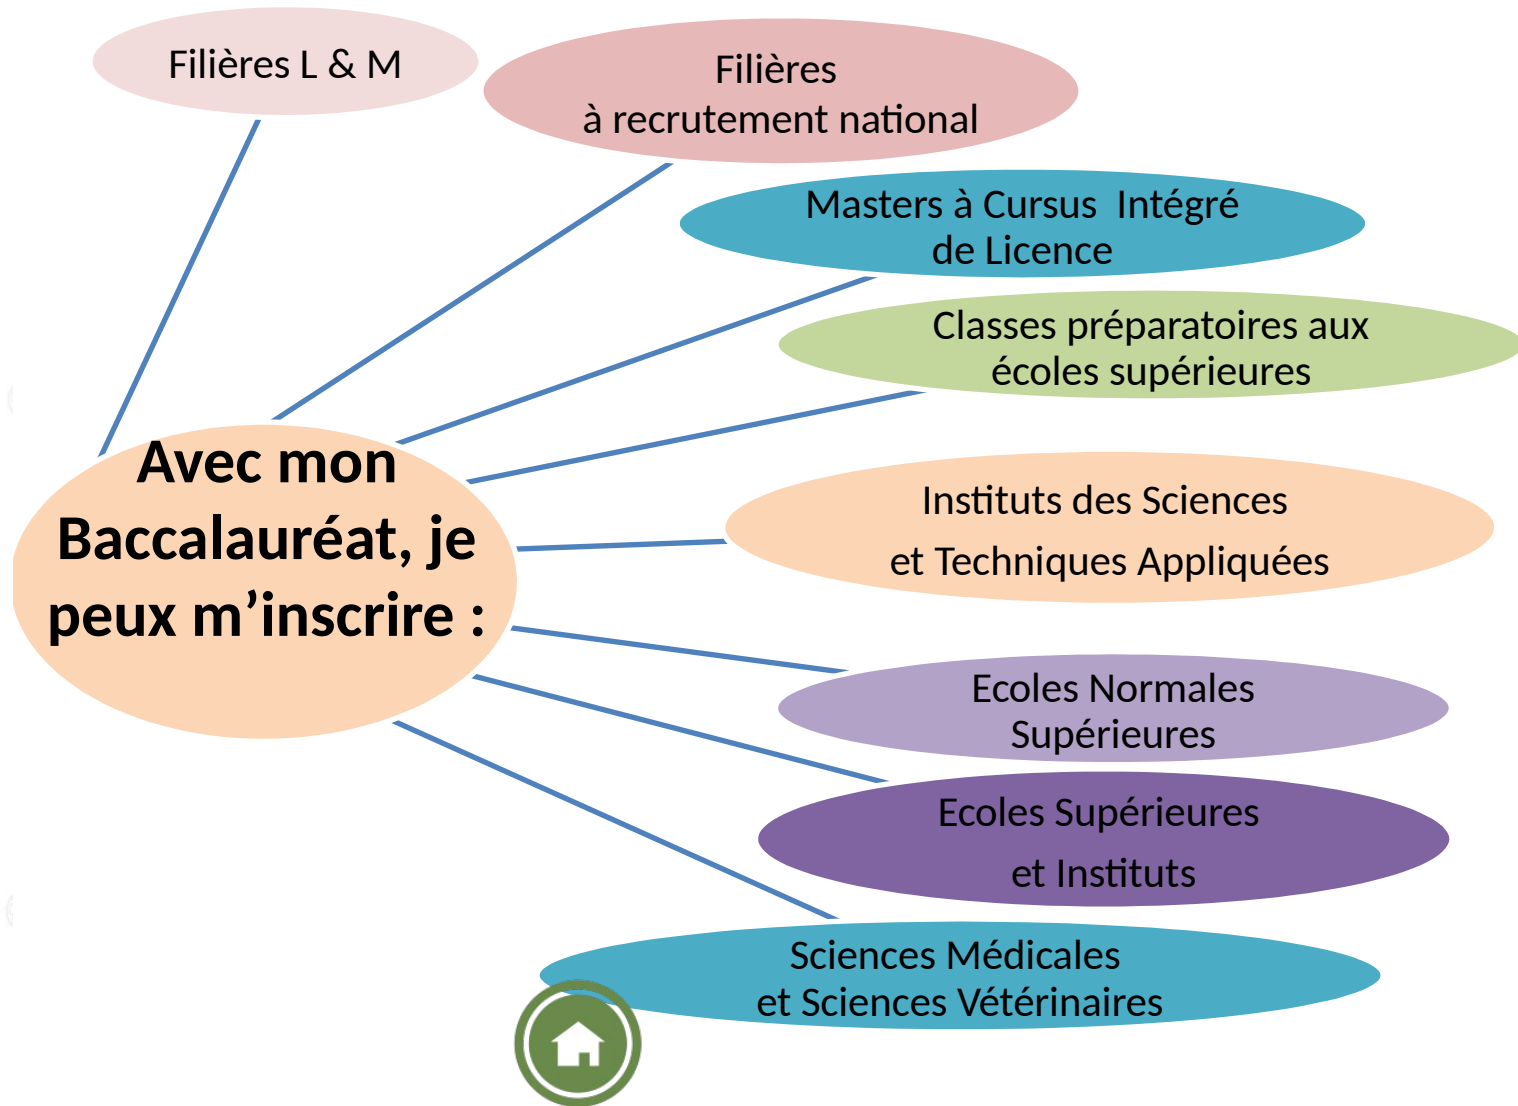 Filières L & M
Filières
à recrutement national
Masters à Cursus  Intégré
de Licence
Classes préparatoires aux
écoles supérieures
Avec mon
Baccalauréat, je
peux m’inscrire :
Instituts des Sciences
et Techniques Appliquées
Ecoles Normales
Supérieures
Ecoles Supérieures
et Instituts
Sciences Médicales
et Sciences Vétérinaires